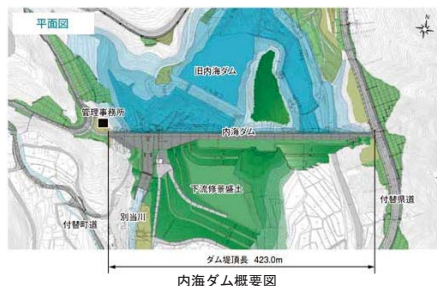 平面図
旧内海ダム
管理事務所
内海ダム
下流修景盛土
付替県道
付替町道
別当川
ダム堤頂長 423.0m
内海ダム概要図